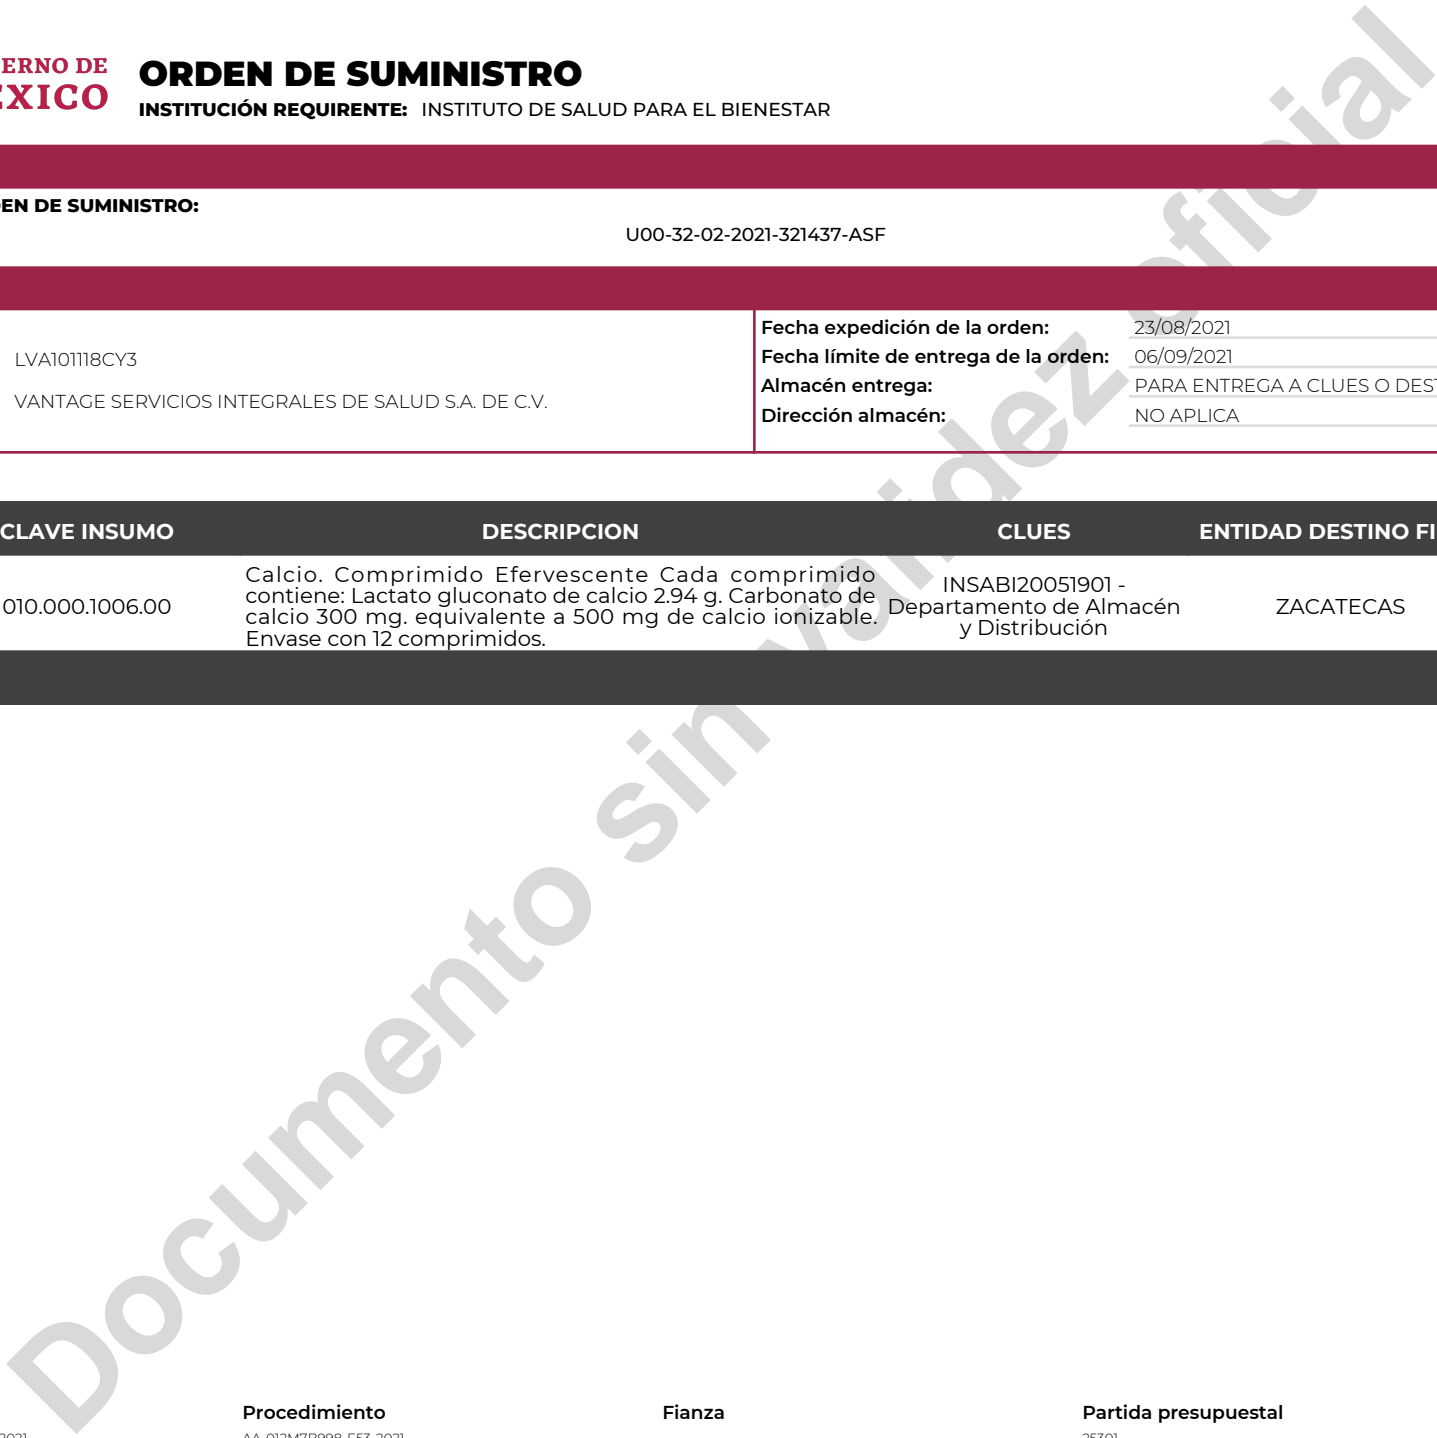 ERNO DE
ÉXICO
ORDEN DE SUMINISTRO
INSTITUCIÓN REQUIRENTE: INSTITUTO DE SALUD PARA EL BIENESTAR
EN DE SUMINISTRO:
U00-32-02-2021-321437-ASF
LVA101118CY3
VANTAGE SERVICIOS INTEGRALES DE SALUD S.A. DE C.V.
Fecha expedición de la orden: 23/08/2021
Fecha límite de entrega de la orden: 06/09/2021
Almacén entrega: PARA ENTREGA A CLUES O DEST
Dirección almacén: NO APLICA
CLAVE INSUMO DESCRIPCION CLUES ENTIDAD DESTINO FI
010.000.1006.00
Calcio. Comprimido Efervescente Cada comprimido
contiene: Lactato gluconato de calcio 2.94 g. Carbonato de
calcio 300 mg. equivalente a 500 mg de calcio ionizable.
Envase con 12 comprimidos.
INSABI20051901 -
Departamento de Almacén
y Distribución
ZACATECAS
Documento sin validez oficial
Procedimiento Fianza Partida presupuestal